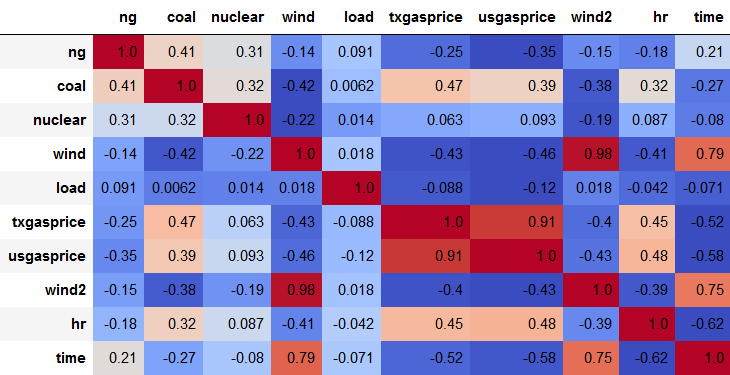 ng coal nuclear wind load txgasprice usgasprice wind2 hr time
ng 1.0 0.41 0.31 -0.14 0.091 -0.25 -0.35 -0.15 -0.18 0.21
coal 0.41 1.0 0.32 -0.42 0.0062 0.47 0.39 -0.38 0.32 -0.27
nuclear 0.31 0.32 1.0 -0.22 0.014 0.063 0.093 -0.19 0.087 -0.08
wind -0.14 -0.42 -0.22 1.0 0.018 -0.43 -0.46 0.98 -0.41 0.79
load 0.091 0.0062 0.014 0.018 1.0 -0.088 -0.12 0.018 -0.042 -0.071
txgasprice -0.25 0.47 0.063 -0.43 -0.088 1.0 0.91 -0.4 0.45 -0.52
usgasprice -0.35 0.39 0.093 -0.46 -0.12 0.91 1.0 -0.43 0.48 -0.58
wind2 -0.15 -0.38 -0.19 0.98 0.018 -0.4 -0.43 1.0 -0.39 0.75
hr -0.18 0.32 0.087 -0.41 -0.042 0.45 0.48 -0.39 1.0 -0.62
time 0.21 -0.27 -0.08 0.79 -0.071 -0.52 -0.58 0.75 -0.62 1.0